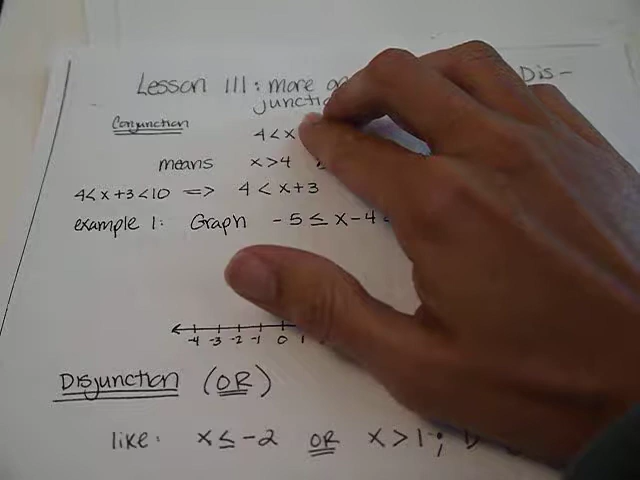 Lesson 111: more Dis-
junctio
Conjunction 4<x
means x>4
4<x+3<10 => 4 < x+3
example 1: Graph -5 ≤ x-4
-4 -3 -2 -1 0 1
Disjunction (OR)
like: x ≤ -2 OR x > 1;